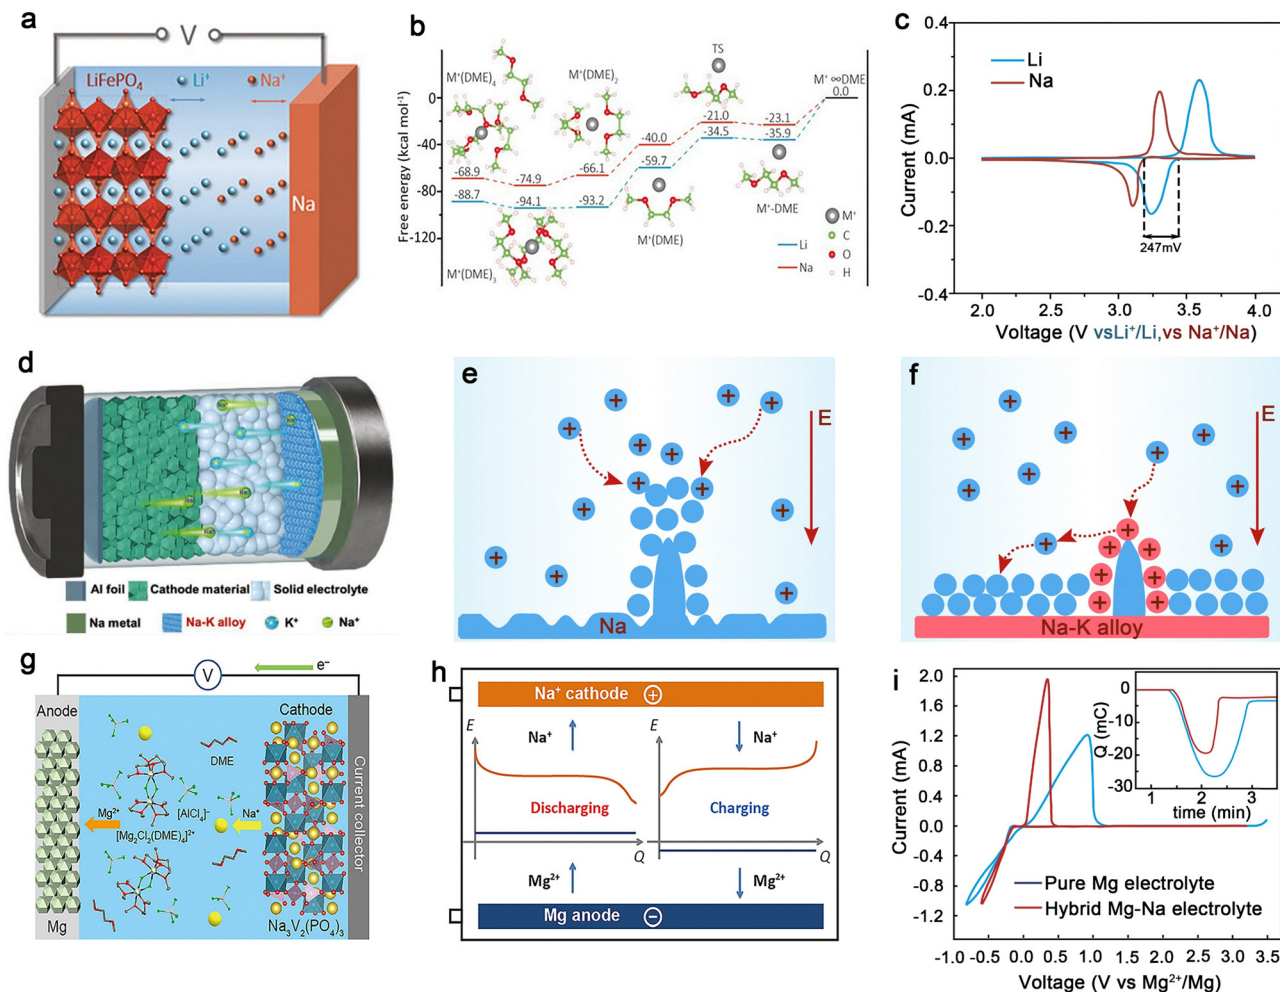 a
V
LiFePO₄
Li⁺
Na⁺
Na
b
Free energy (kcal mol⁻¹)
0
-40
-60
-80
-120
M⁺(DME)₄
M⁺(DME)₂
TS
M⁺ ∞DME
0.0
-68.9
-74.9
-66.1
-40.0
-21.0
-23.1
-88.7
-94.1
-93.2
-59.7
-34.5
-35.9
M⁺(DME)₃
M⁺(DME)
M⁺-DME
M⁺
C
O
H
Li
Na
c
Current (mA)
0.4
0.2
0.0
-0.2
-0.4
Li
Na
247mV
2.0 2.5 3.0 3.5 4.0
Voltage (V vsLi⁺/Li,vs Na⁺/Na)
d
Al foil
Cathode material
Solid electrolyte
Na metal
Na-K alloy
K⁺
Na⁺
e
E
Na
f
E
Na-K alloy
g
V
e⁻
Anode
Cathode
DME
Mg²⁺
[AlCl₄]⁻
Na⁺
[Mg₂Cl₂(DME)₄]²⁺
Current collector
Mg
Na₃V₂(PO₄)₃
h
Na⁺ cathode +
E
Na⁺
E
Na⁺
Discharging
Charging
Q
Q
Mg²⁺
Mg²⁺
Mg anode −
i
Current (mA)
2.0
1.6
1.2
0.8
0.4
0.0
-0.4
-0.8
-1.2
Q (mC)
0
-10
-20
-30
1 2 3
time (min)
Pure Mg electrolyte
Hybrid Mg-Na electrolyte
-1.0 -0.5 0.0 0.5 1.0 1.5 2.0 2.5 3.0 3.5
Voltage (V vs Mg²⁺/Mg)